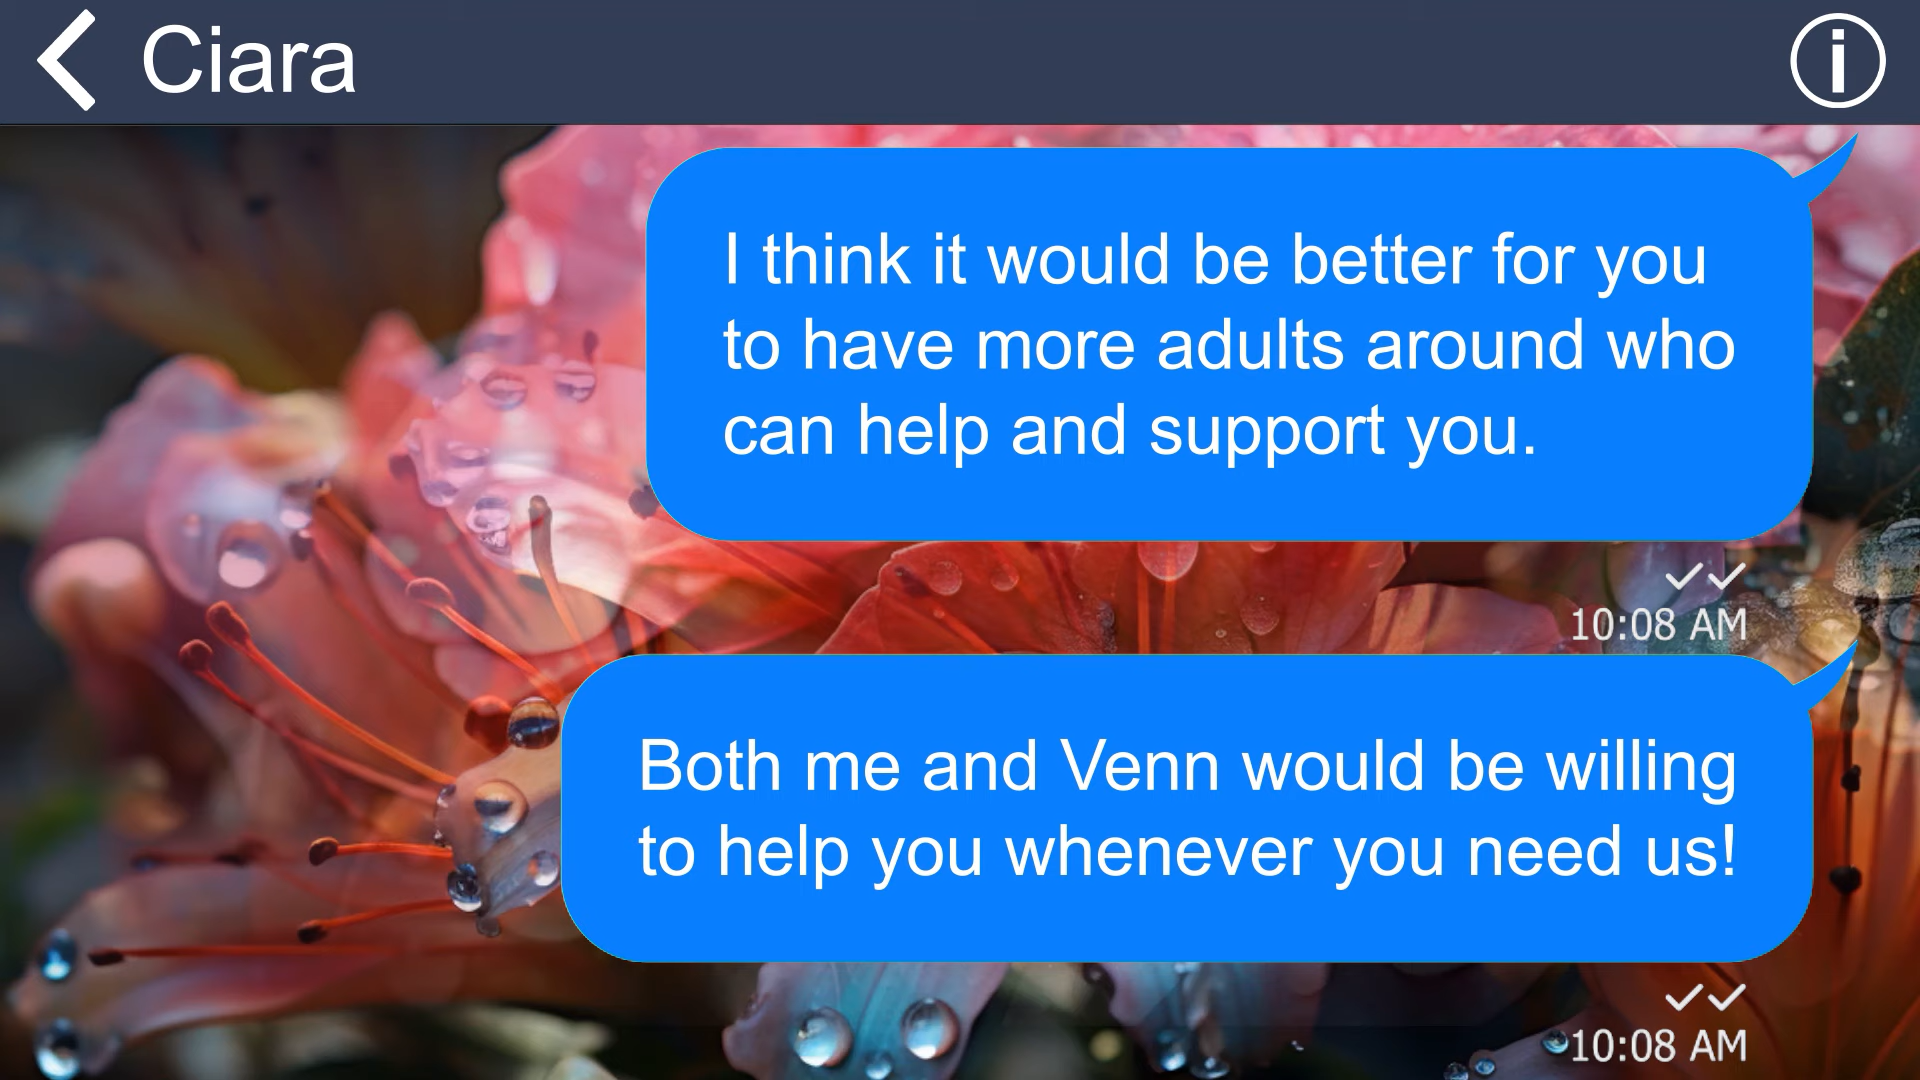 Ciara
I think it would be better for you
to have more adults around who
can help and support you.
10:08 AM
Both me and Venn would be willing
to help you whenever you need us!
10:08 AM